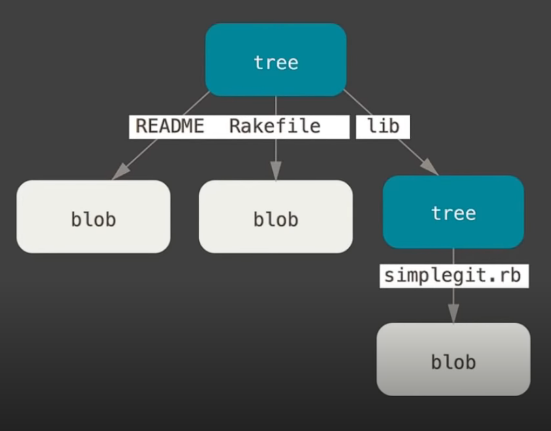 tree
README Rakefile lib
blob blob tree
simplegit.rb
blob